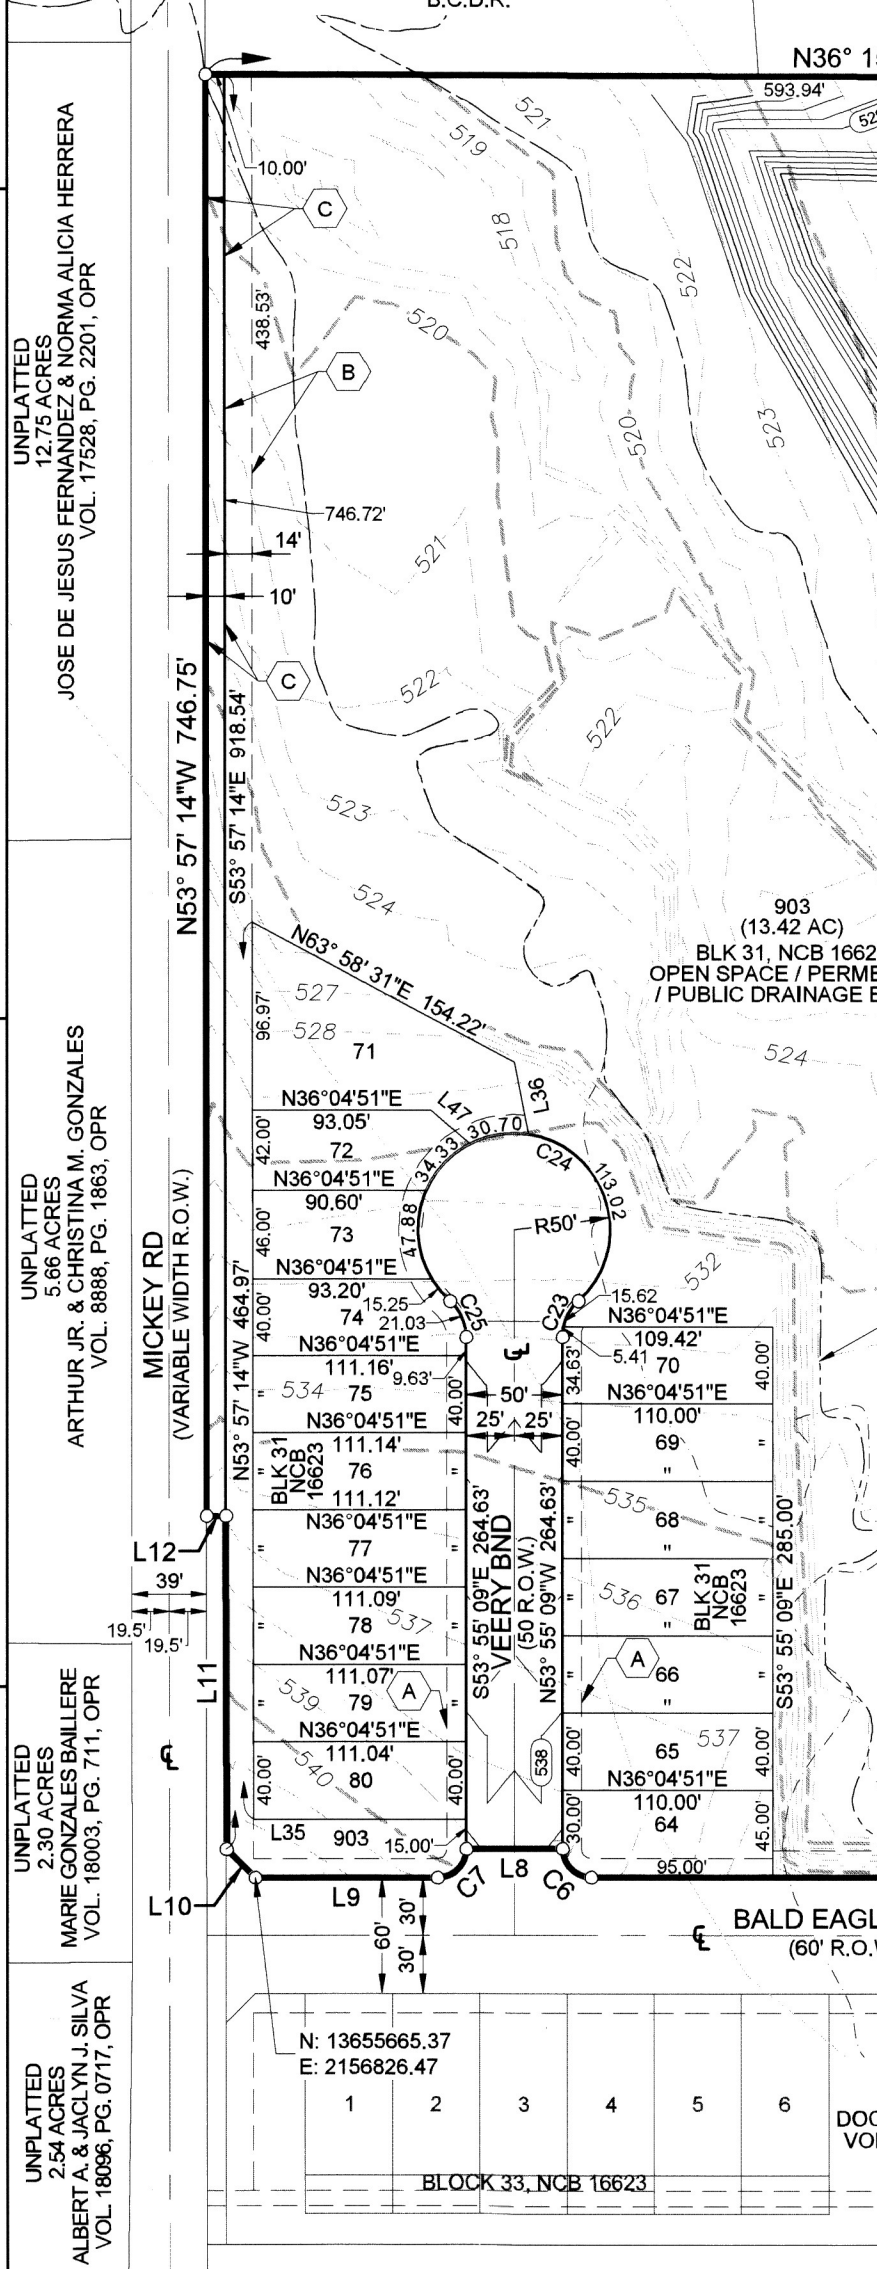 B.C.D.R.
N36° 1
593.94'
52
521
519
10.00'
C
518
522
438.53'
520
B
520
523
746.72'
14'
521
10'
C
522
522
UNPLATTED
12.75 ACRES
JOSE DE JESUS FERNANDEZ & NORMA ALICIA HERRERA
VOL. 17528, PG. 2201, OPR
N53° 57' 14"W 746.75'
S53° 57' 14"E 918.54'
523
524
903
(13.42 AC)
BLK 31, NCB 1662
OPEN SPACE / PERME
/ PUBLIC DRAINAGE E
N63° 58' 31"E 154.22'
527
528
96.97'
71
524
L36
L47
N36°04'51"E
93.05'
30.70
42.00'
72
34.33
C24
N36°04'51"E
113.02
90.60'
R50'
46.00'
73
47.88
532
N36°04'51"E
93.20'
15.25
C25
C23
15.62
40.00'
74
21.03
N36°04'51"E
N36°04'51"E
109.42'
5.41
70
34.63'
40.00'
111.16'
9.63'
534
75
40.00'
50'
N36°04'51"E
N36°04'51"E
110.00'
25'
25'
40.00'
69
"
"
"
111.14'
BLK 31
NCB
16623
76
"
"
111.12'
535
N36°04'51"E
68
"
"
"
77
"
"
N36°04'51"E
111.09'
536
67
"
"
"
BLK 31
NCB
16623
78
537
"
"
N36°04'51"E
111.07'
A
A
66
"
"
"
539
79
"
"
N36°04'51"E
111.04'
540
80
40.00'
40.00'
538
65
537
40.00'
40.00'
N36°04'51"E
110.00'
64
30.00'
45.00'
L35
903
15.00'
95.00'
VEERY BND
(50 R.O.W.)
S53° 55' 09"E 264.63'
N53° 55' 09"W 264.63'
S53° 55' 09"E 285.00'
UNPLATTED
5.66 ACRES
ARTHUR JR. & CHRISTINA M. GONZALES
VOL. 8888, PG. 1863, OPR
MICKEY RD
(VARIABLE WIDTH R.O.W.)
N53° 57' 14"W 464.97'
L12
39'
19.5'
19.5'
L11
UNPLATTED
2.30 ACRES
MARIE GONZALES BAILLERE
VOL. 18003, PG. 711, OPR
L10
L9
C7
L8
C6
60'
30'
30'
BALD EAGL
(60' R.O.W
N: 13655665.37
E: 2156826.47
UNPLATTED
2.54 ACRES
ALBERT A. & JACLYN J. SILVA
VOL. 18096, PG. 0717, OPR
1
2
3
4
5
6
DOC
VOL
BLOCK 33, NCB 16623